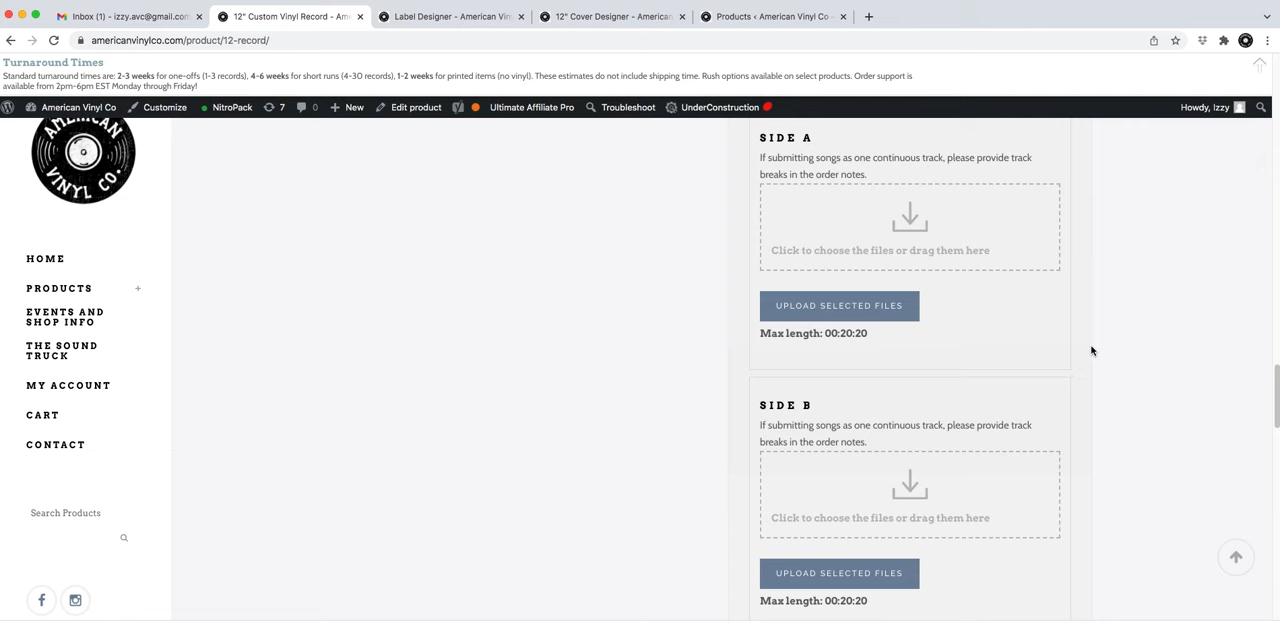 Inbox (1) - izzy.avc@gmail.com
12" Custom Vinyl Record - Am
Label Designer - American Vin
12" Cover Designer - American
Products ‹ American Vinyl Co —
americanvinylco.com/product/12-record/
Turnaround Times
Standard turnaround times are: 2-3 weeks for one-offs (1-3 records), 4-6 weeks for short runs (4-30 records), 1-2 weeks for printed items (no vinyl). These estimates do not include shipping time. Rush options available on select products. Order support is
available from 2pm-6pm EST Monday through Friday!
American Vinyl Co
Customize
NitroPack
7
0
New
Edit product
Ultimate Affiliate Pro
Troubleshoot
UnderConstruction
Howdy, Izzy
AMERICAN
VINYL CO.
HOME
PRODUCTS +
EVENTS AND
SHOP INFO
THE SOUND
TRUCK
MY ACCOUNT
CART
CONTACT
Search Products
SIDE A
If submitting songs as one continuous track, please provide track
breaks in the order notes.
Click to choose the files or drag them here
UPLOAD SELECTED FILES
Max length: 00:20:20
SIDE B
If submitting songs as one continuous track, please provide track
breaks in the order notes.
Click to choose the files or drag them here
UPLOAD SELECTED FILES
Max length: 00:20:20